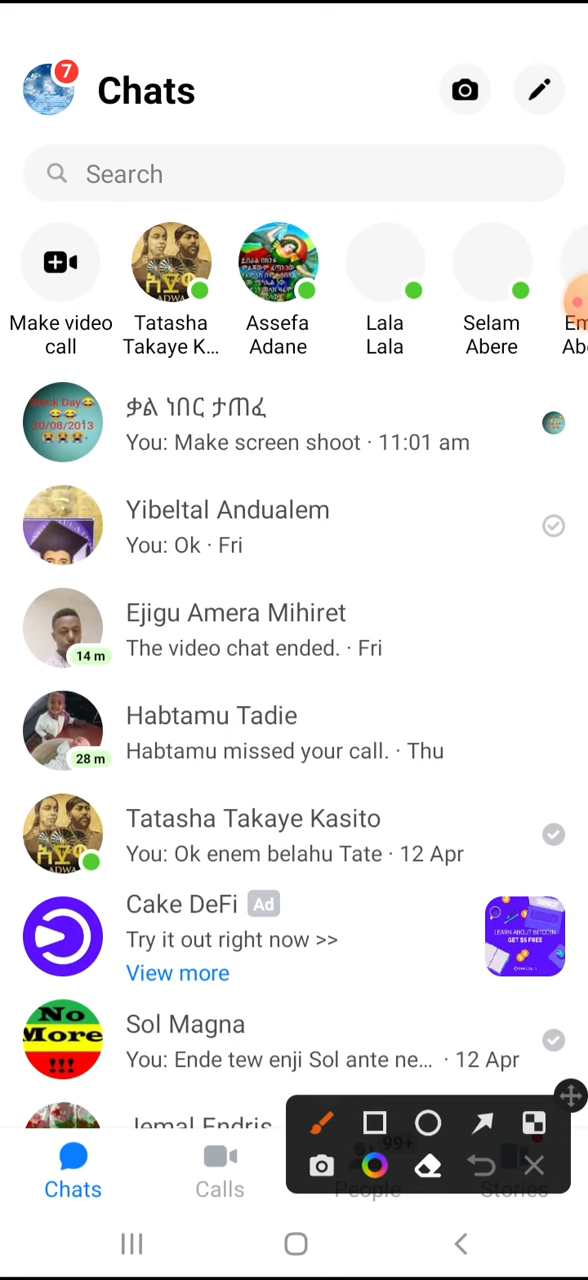 7
Chats
Search
Make video call
Tatasha Takaye K...
Assefa Adane
Lala Lala
Selam Abere
ቃል ነበር ታጠፈ
You: Make screen shoot · 11:01 am
Yibeltal Andualem
You: Ok · Fri
Ejigu Amera Mihiret
The video chat ended. · Fri
14 m
Habtamu Tadie
Habtamu missed your call. · Thu
28 m
Tatasha Takaye Kasito
You: Ok enem belahu Tate · 12 Apr
Cake DeFi Ad
Try it out right now >>
View more
LEARN ABOUT BITCOIN
GET $5 FREE
No
More
!!!
Sol Magna
You: Ende tew enji Sol ante ne... · 12 Apr
Jemal Endris
99+
Chats
Calls
People
Stories